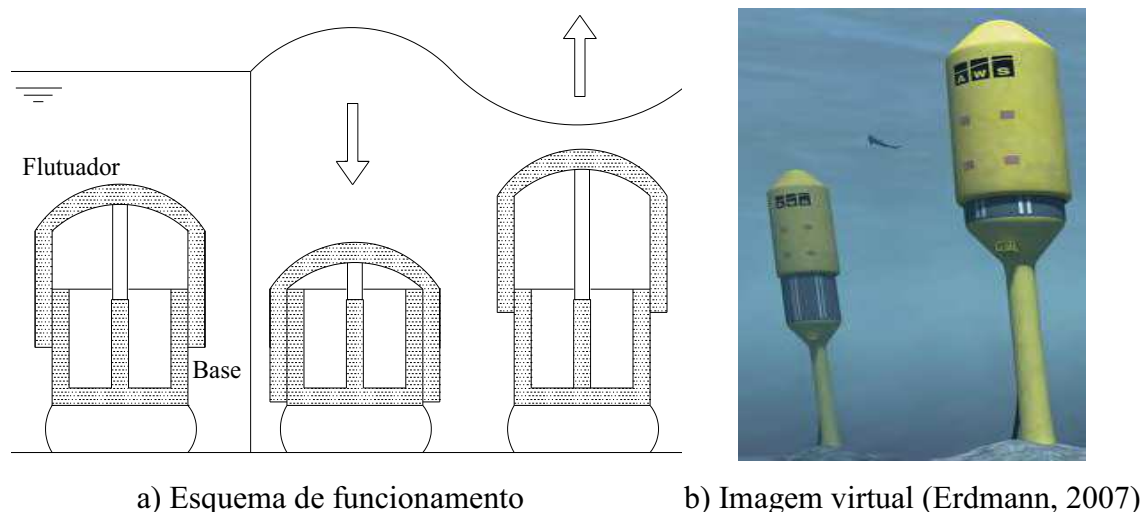 Flutuador
Base
AWS
a) Esquema de funcionamento
b) Imagem virtual (Erdmann, 2007)